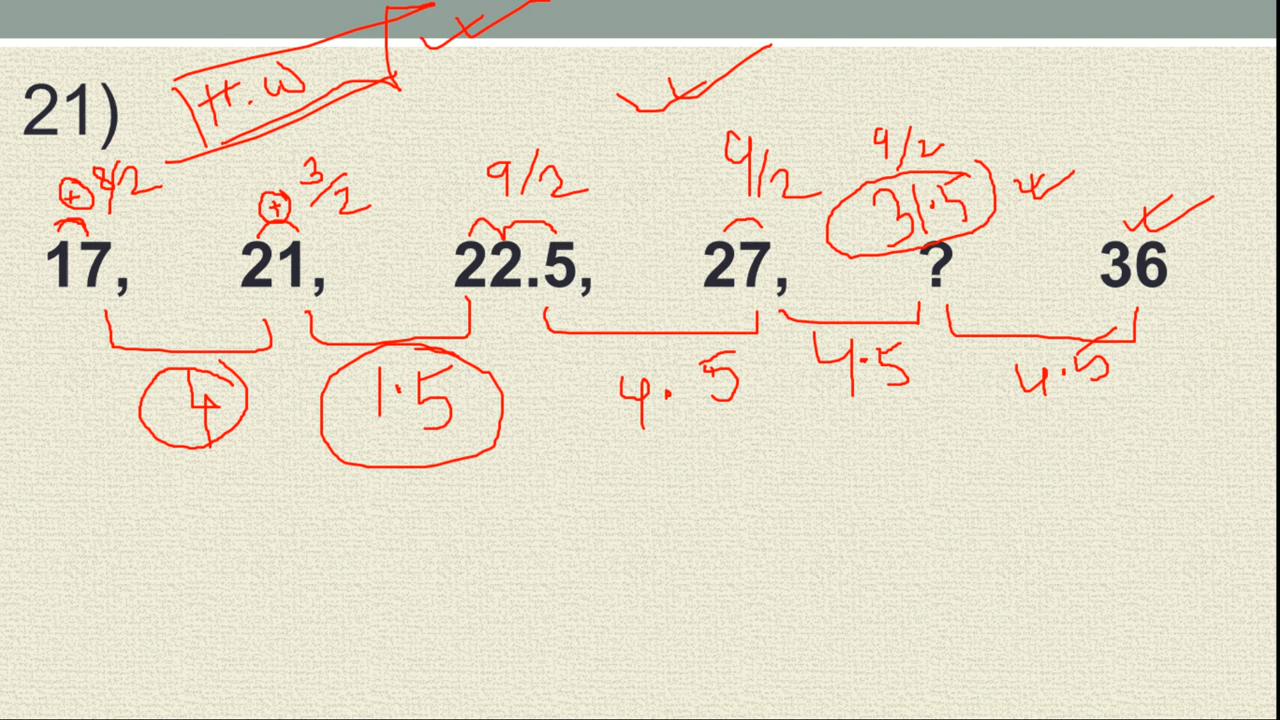 H.W
21)
+ 8/2 + 3/2 9/2 9/2 9/2
31.5
17, 21, 22.5, 27, ? 36
4 1.5 4.5 4.5 4.5